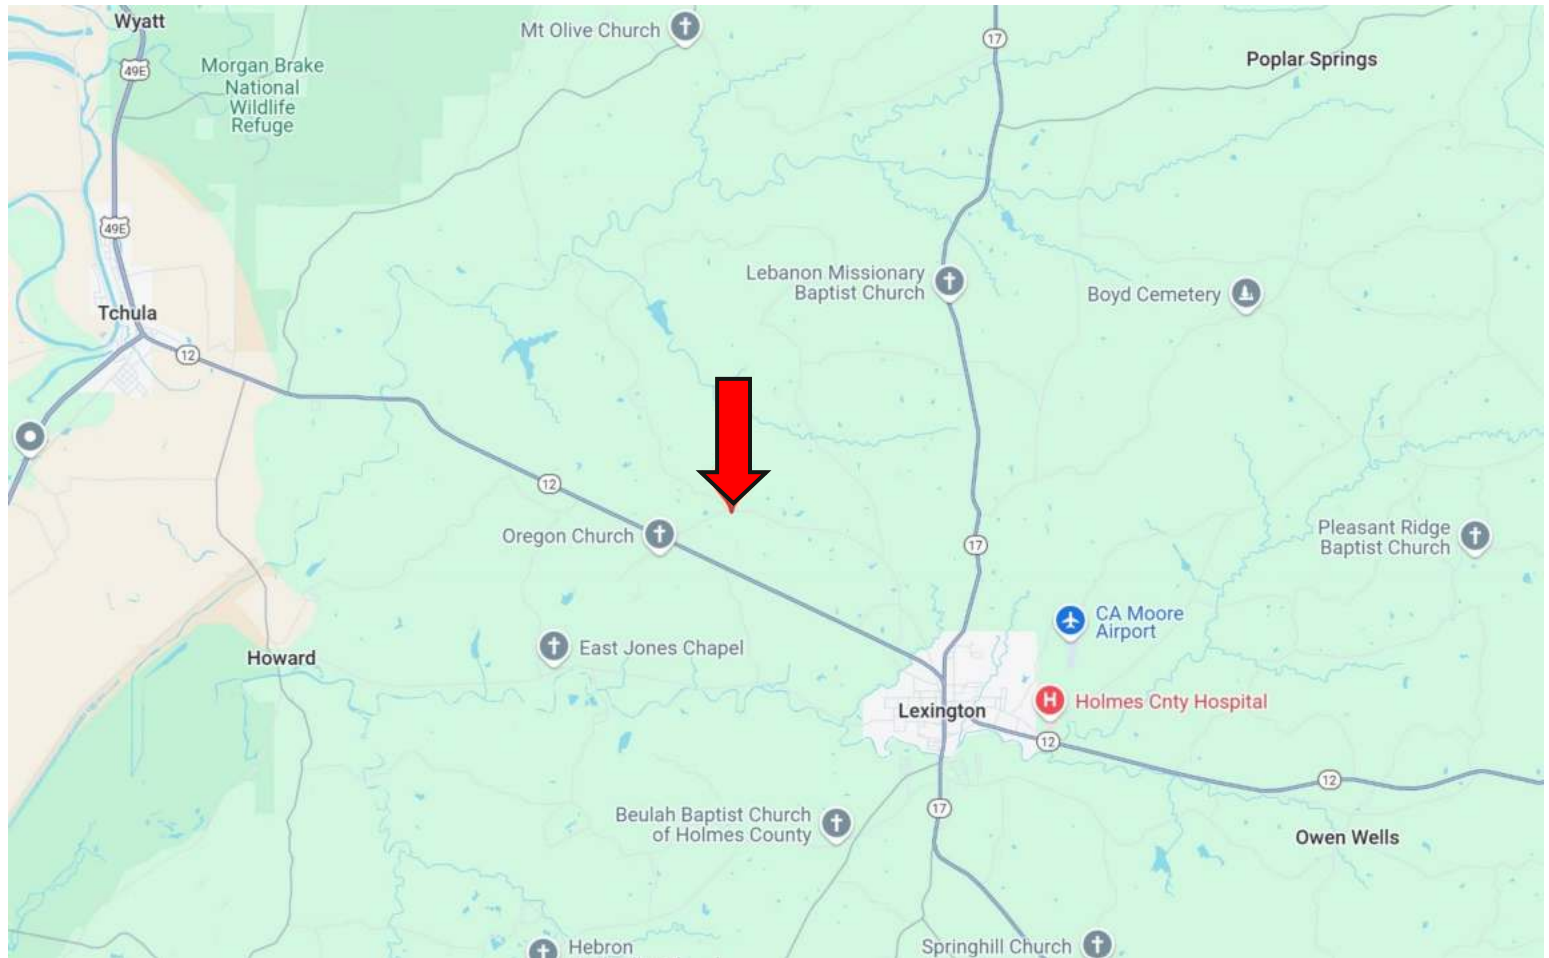 Wyatt
Mt Olive Church
17
Poplar Springs
49E
Morgan Brake
National
Wildlife
Refuge
49E
Lebanon Missionary
Baptist Church
Boyd Cemetery
Tchula
12
12
Oregon Church
17
Pleasant Ridge
Baptist Church
CA Moore
Airport
East Jones Chapel
Howard
H
Holmes Cnty Hospital
Lexington
12
12
17
Beulah Baptist Church
of Holmes County
Owen Wells
Hebron
Springhill Church